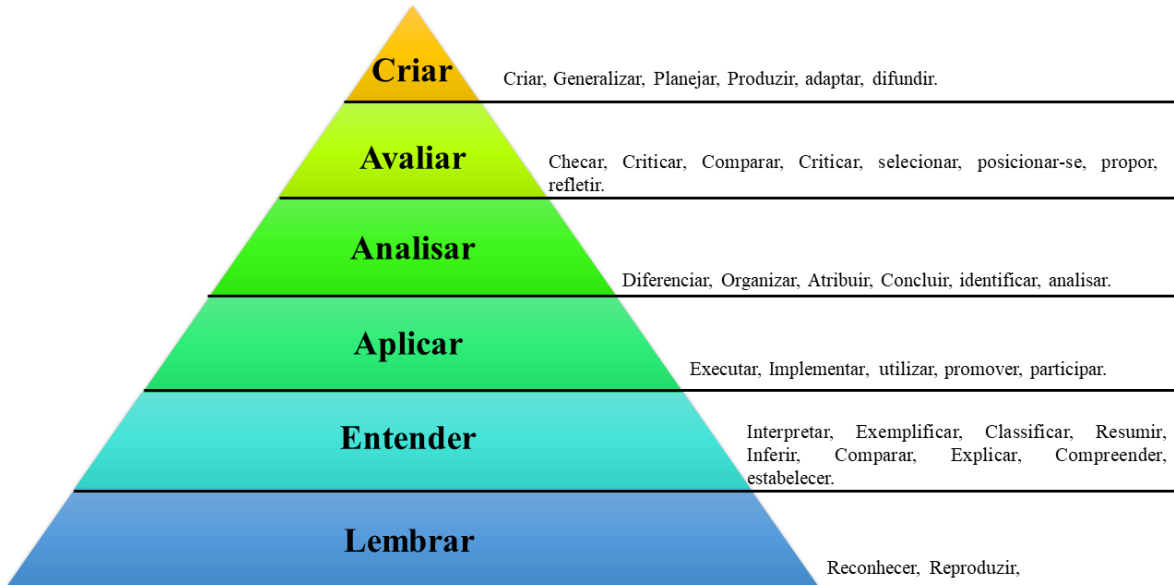 Criar
Criar, Generalizar, Planejar, Produzir, adaptar, difundir.
Avaliar
Checar, Criticar, Comparar, Criticar, selecionar, posicionar-se, propor,
refletir.
Analisar
Diferenciar, Organizar, Atribuir, Concluir, identificar, analisar.
Aplicar
Executar, Implementar, utilizar, promover, participar.
Entender
Interpretar, Exemplificar, Classificar, Resumir,
Inferir, Comparar, Explicar, Compreender,
estabelecer.
Lembrar
Reconhecer, Reproduzir,